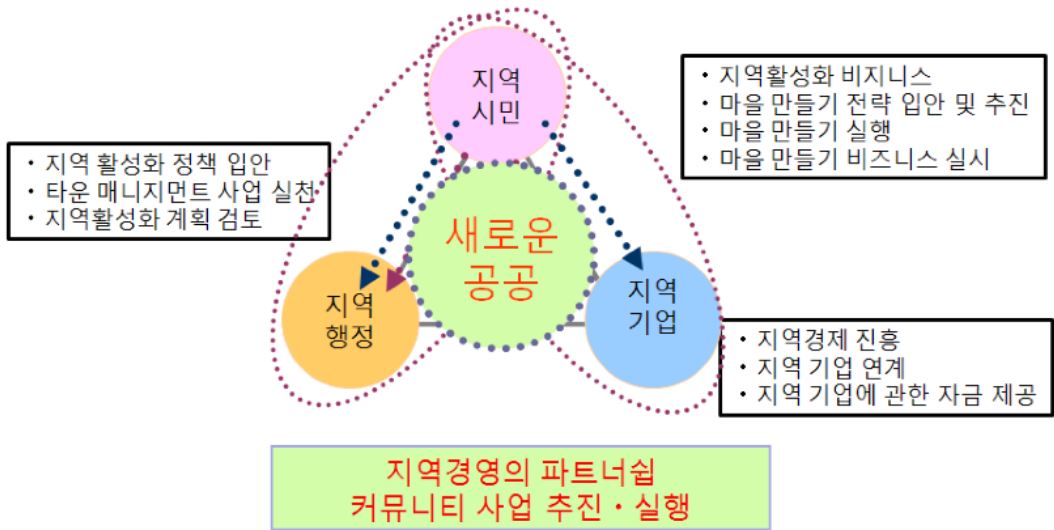 지역
시민
· 지역활성화 비지니스
· 마을 만들기 전략 입안 및 추진
· 마을 만들기 실행
· 마을 만들기 비즈니스 실시
· 지역 활성화 정책 입안
· 타운 매니지먼트 사업 실천
· 지역활성화 계획 검토
새로운
공공
지역
행정
지역
기업
· 지역경제 진흥
· 지역 기업 연계
· 지역 기업에 관한 자금 제공
지역경영의 파트너쉽
커뮤니티 사업 추진・실행